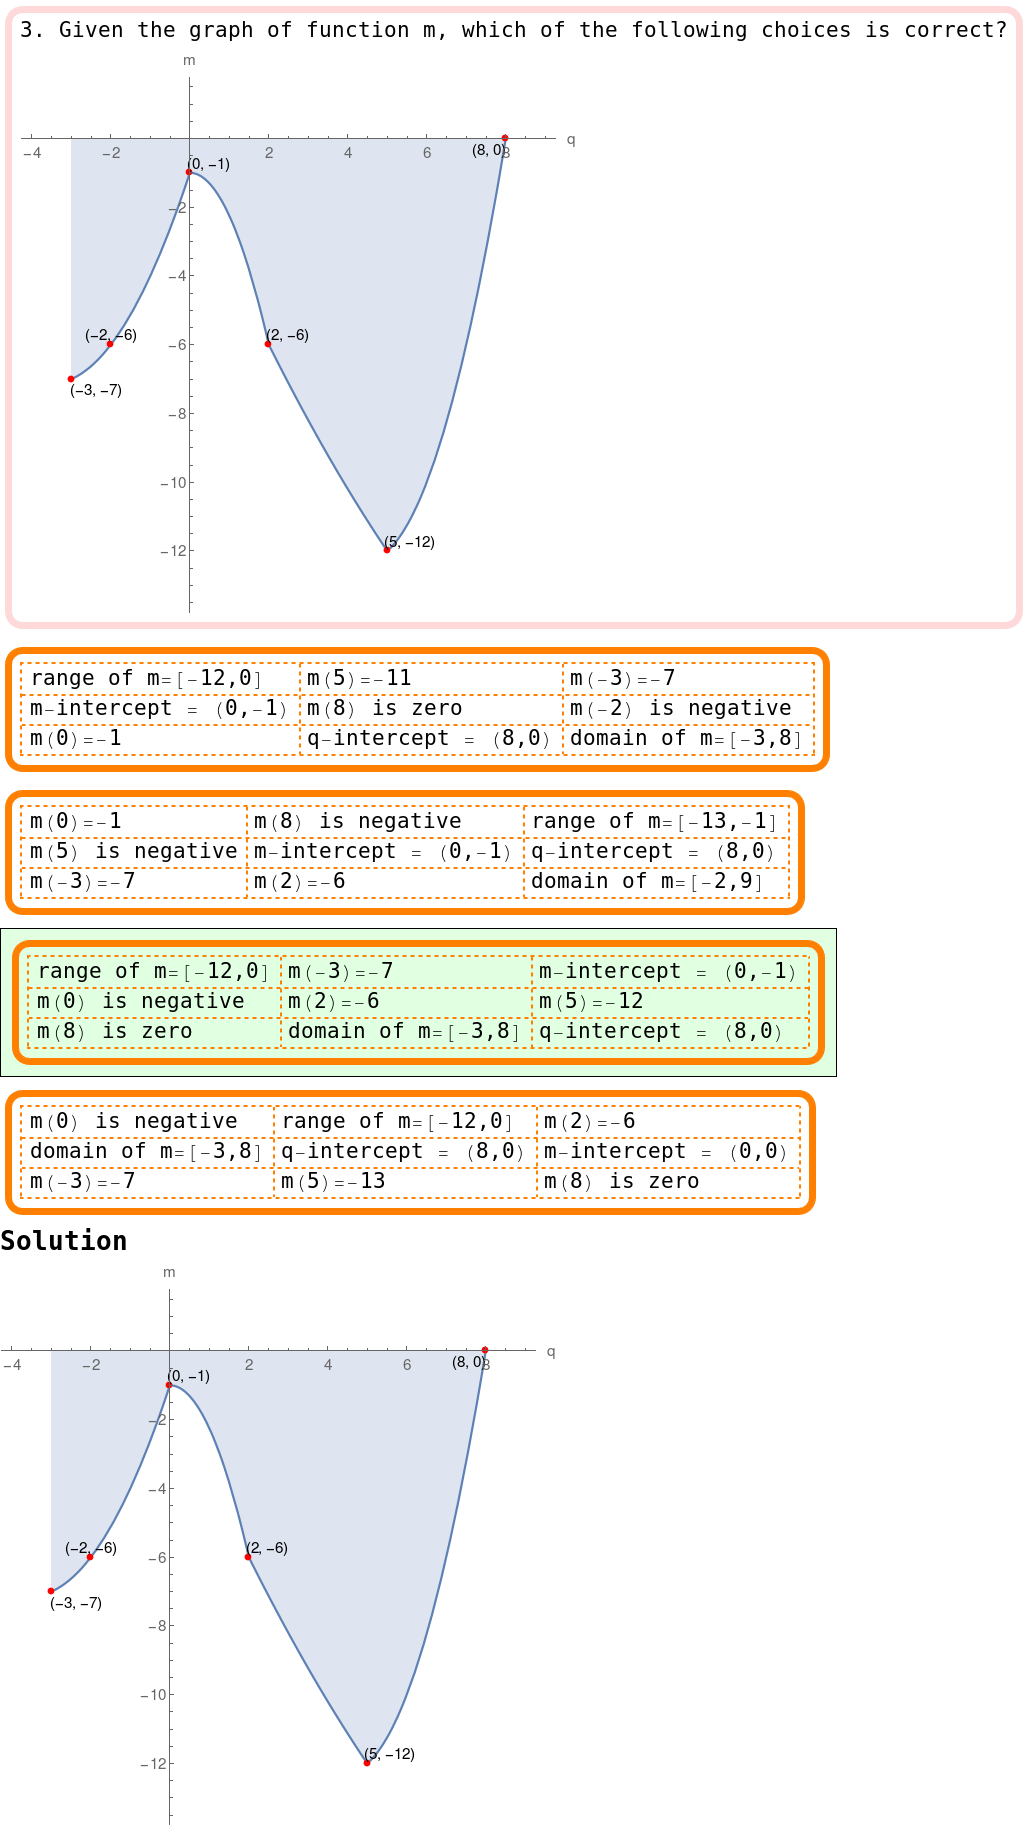 3. Given the graph of function m, which of the following choices is correct?
m
q
−4 −2 2 4 6 8
(8, 0)
(0, −1)
−2
−4
(−2, −6) (2, −6)
−6
(−3, −7)
−8
−10
(5, −12)
−12
range of m=[-12,0] m(5)=-11 m(-3)=-7
m-intercept = (0,-1) m(8) is zero m(-2) is negative
m(0)=-1 q-intercept = (8,0) domain of m=[-3,8]
m(0)=-1 m(8) is negative range of m=[-13,-1]
m(5) is negative m-intercept = (0,-1) q-intercept = (8,0)
m(-3)=-7 m(2)=-6 domain of m=[-2,9]
range of m=[-12,0] m(-3)=-7 m-intercept = (0,-1)
m(0) is negative m(2)=-6 m(5)=-12
m(8) is zero domain of m=[-3,8] q-intercept = (8,0)
m(0) is negative range of m=[-12,0] m(2)=-6
domain of m=[-3,8] q-intercept = (8,0) m-intercept = (0,0)
m(-3)=-7 m(5)=-13 m(8) is zero
Solution
m
q
−4 −2 2 4 6 8
(8, 0)
(0, −1)
−2
−4
(−2, −6) (2, −6)
−6
(−3, −7)
−8
−10
(5, −12)
−12